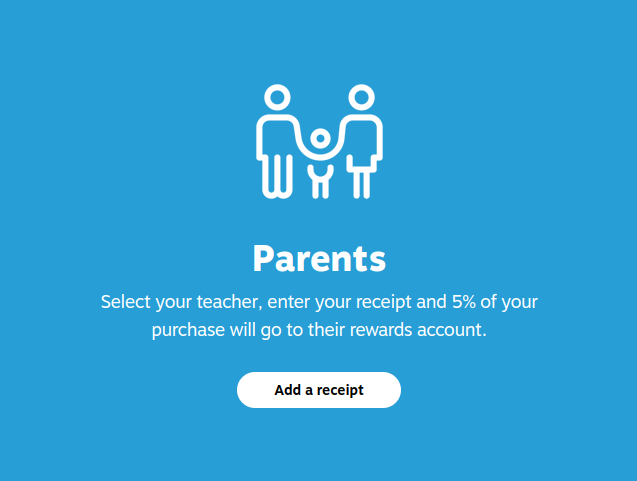 Parents
Select your teacher, enter your receipt and 5% of your
purchase will go to their rewards account.
Add a receipt